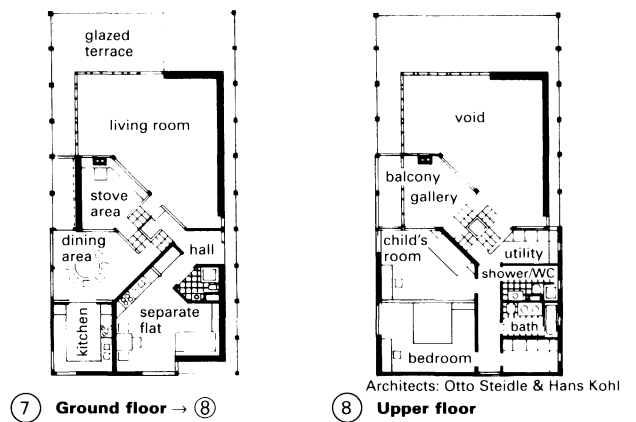 glazed
terrace
living room
stove
area
dining
area
hall
separate
flat
kitchen
7 Ground floor → 8
void
balcony
gallery
child's
room
utility
shower/WC
bath
bedroom
Architects: Otto Steidle & Hans Kohl
8 Upper floor